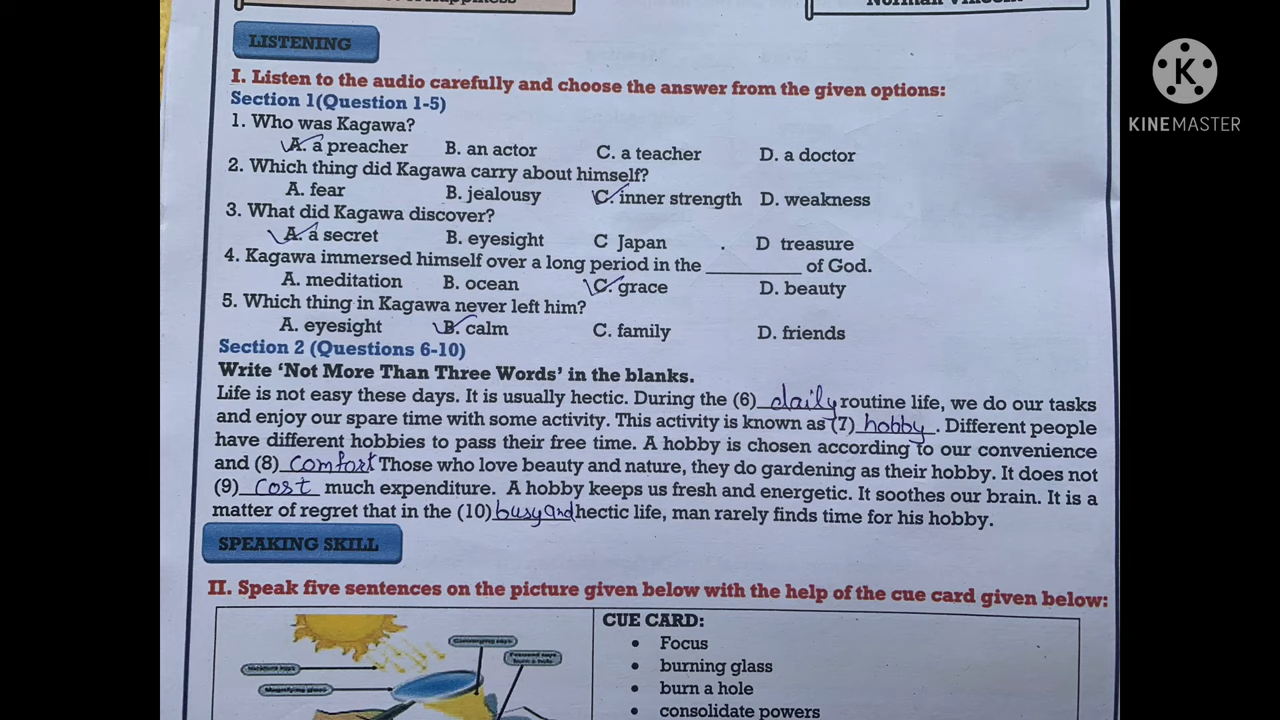 LISTENING
I. Listen to the audio carefully and choose the answer from the given options:
Section 1(Question 1-5)
1. Who was Kagawa?
A. a preacher B. an actor C. a teacher D. a doctor
2. Which thing did Kagawa carry about himself?
A. fear B. jealousy C. inner strength D. weakness
3. What did Kagawa discover?
A. a secret B. eyesight C Japan . D treasure
4. Kagawa immersed himself over a long period in the __________ of God.
A. meditation B. ocean C. grace D. beauty
5. Which thing in Kagawa never left him?
A. eyesight B. calm C. family D. friends
Section 2 (Questions 6-10)
Write ‘Not More Than Three Words’ in the blanks.
Life is not easy these days. It is usually hectic. During the (6) daily routine life, we do our tasks
and enjoy our spare time with some activity. This activity is known as (7) hobby. Different people
have different hobbies to pass their free time. A hobby is chosen according to our convenience
and (8) comfort Those who love beauty and nature, they do gardening as their hobby. It does not
(9) cost much expenditure. A hobby keeps us fresh and energetic. It soothes our brain. It is a
matter of regret that in the (10) busy and hectic life, man rarely finds time for his hobby.
SPEAKING SKILL
II. Speak five sentences on the picture given below with the help of the cue card given below:
CUE CARD:
• Focus
• burning glass
• burn a hole
• consolidate powers
Magnifying glass
K
KINEMASTER